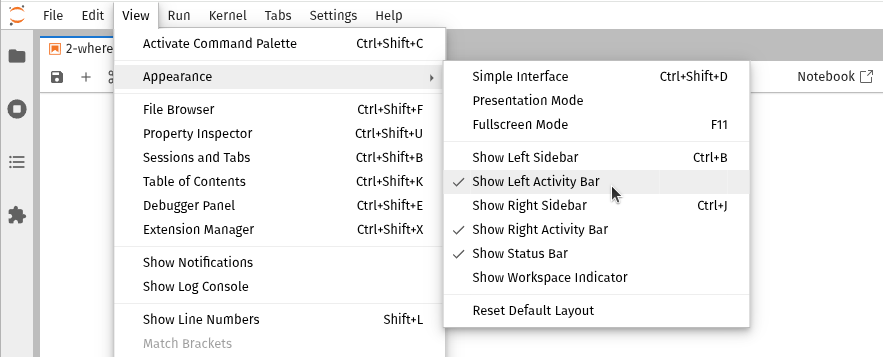 File Edit View Run Kernel Tabs Settings Help
2-where
Notebook
Activate Command Palette Ctrl+Shift+C
Appearance
File Browser Ctrl+Shift+F
Property Inspector Ctrl+Shift+U
Sessions and Tabs Ctrl+Shift+B
Table of Contents Ctrl+Shift+K
Debugger Panel Ctrl+Shift+E
Extension Manager Ctrl+Shift+X
Show Notifications
Show Log Console
Show Line Numbers Shift+L
Match Brackets
Simple Interface Ctrl+Shift+D
Presentation Mode
Fullscreen Mode F11
Show Left Sidebar Ctrl+B
Show Left Activity Bar
Show Right Sidebar Ctrl+J
Show Right Activity Bar
Show Status Bar
Show Workspace Indicator
Reset Default Layout